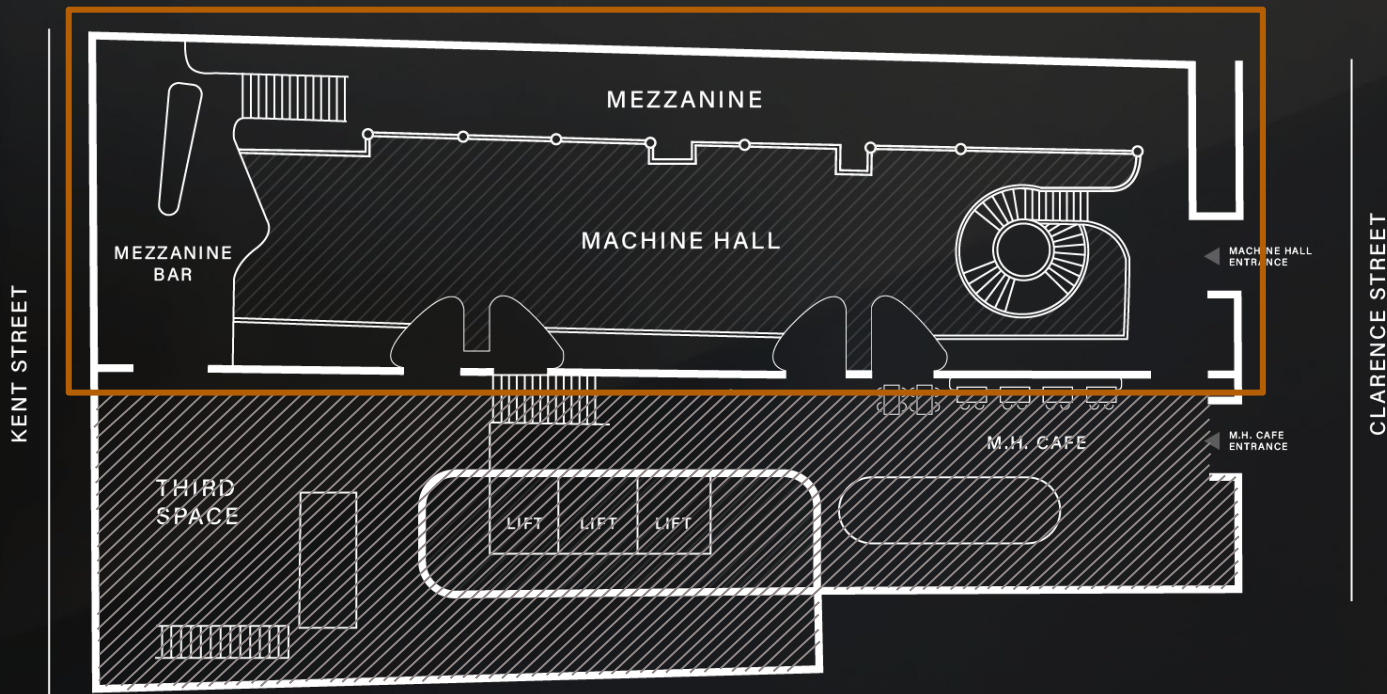 MEZZANINE
MEZZANINE
BAR
MACHINE HALL
MACHINE HALL
ENTRANCE
KENT STREET
CLARENCE STREET
M.H. CAFE
M.H. CAFE
ENTRANCE
THIRD
SPACE
LIFT
LIFT
LIFT